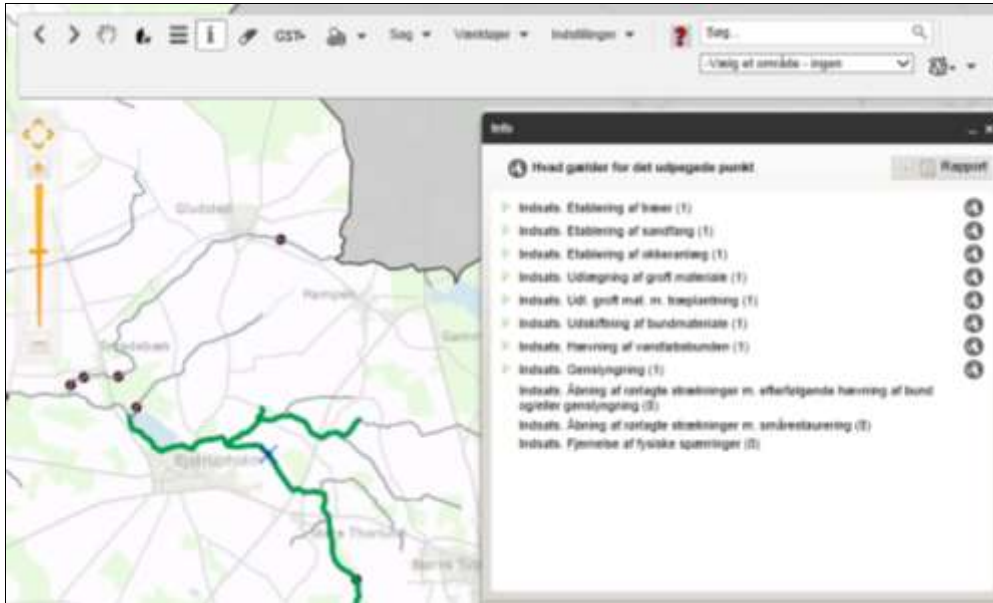 GST
Søg
Værktøjer
Indstillinger
?
Søg...
-Vælg et område - ingen
Info
Hvad gælder for det udpegede punkt
Rapport
Indsats. Etablering af træer (1)
Indsats. Etablering af sandfang (1)
Indsats. Etablering af okkeranlæg (1)
Indsats. Udlægning af groft materiale (1)
Indsats. Udl. groft mat. m. træplantning (1)
Indsats. Udskiftning af bundmateriale (1)
Indsats. Hævning af vandløbsbunden (1)
Indsats. Genslyngning (1)
Indsats. Åbning af rørlagte strækninger m. efterfølgende hævning af bund
og/eller genslyngning (0)
Indsats. Åbning af rørlagte strækninger m. smårestaurering (0)
Indsats. Fjernelse af fysiske spærringer (0)
Gludsted